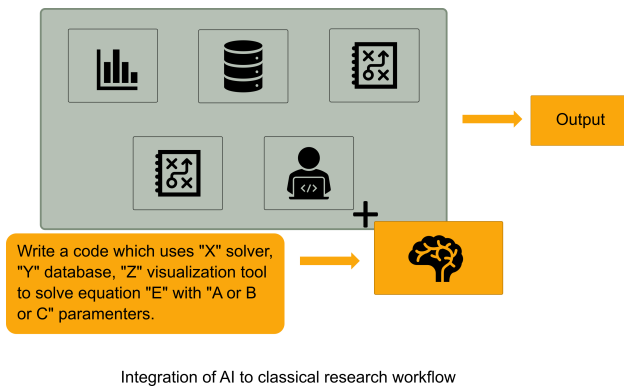 Output
Write a code which uses "X" solver,
"Y" database, "Z" visualization tool
to solve equation "E" with "A or B
or C" paramenters.
Integration of AI to classical research workflow